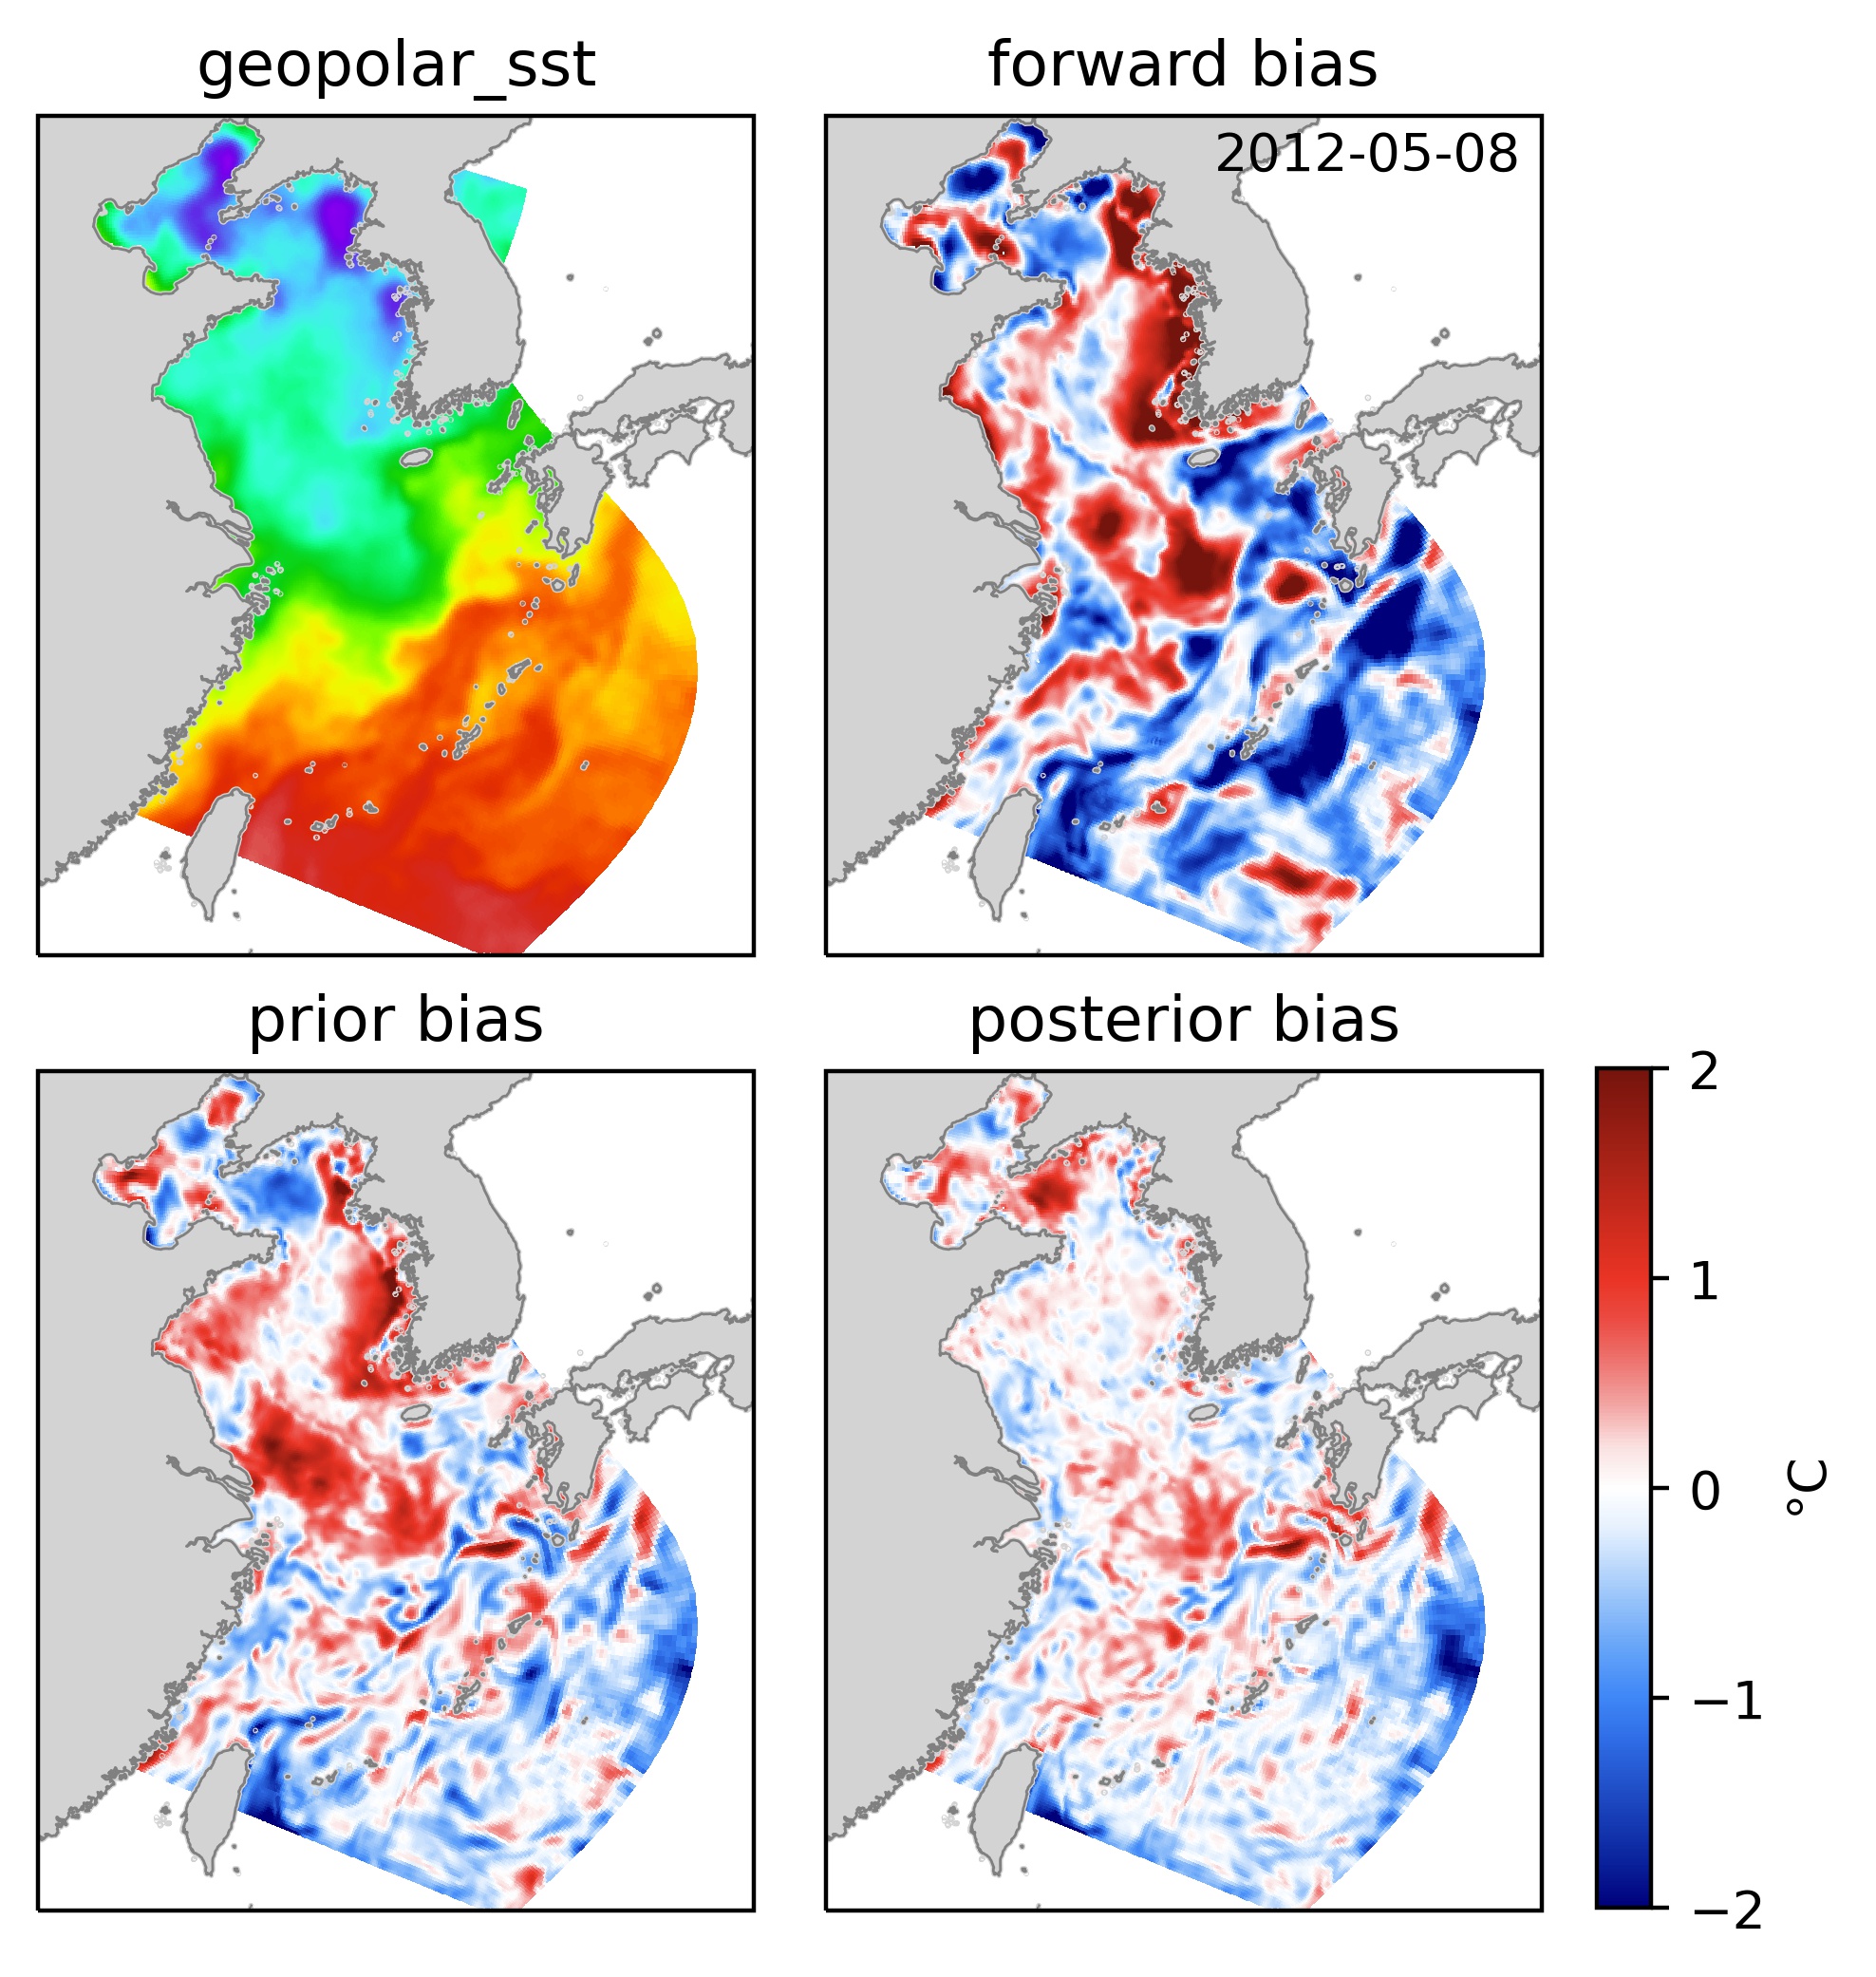 geopolar_sst
forward bias
2012-05-08
prior bias
posterior bias
2
1
0
−1
−2
°C